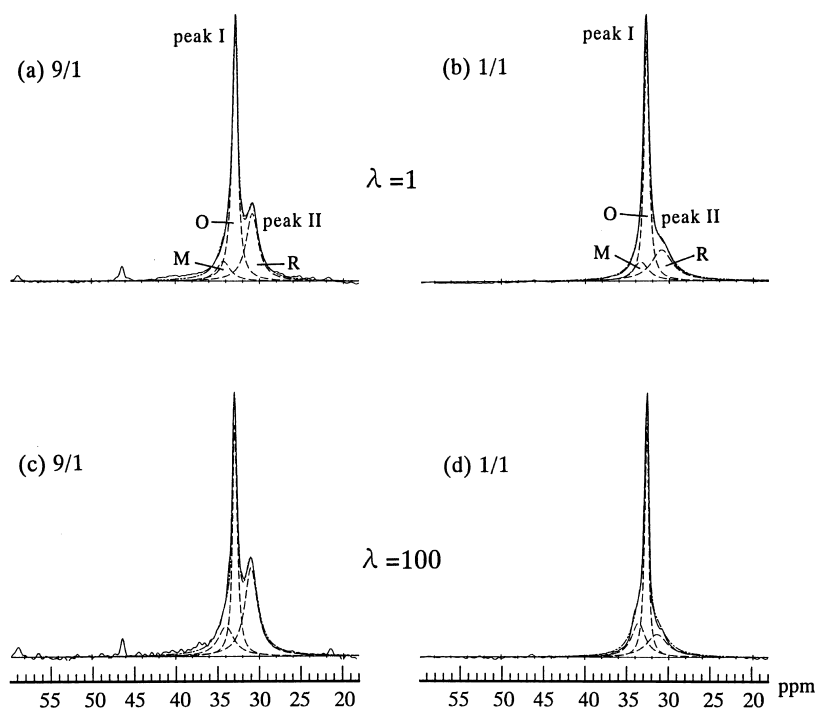 peak I
(a) 9/1
O
peak II
M
R
λ =1
peak I
(b) 1/1
O
peak II
M
R
(c) 9/1
λ =100
(d) 1/1
55 50 45 40 35 30 25 20
55 50 45 40 35 30 25 20 ppm